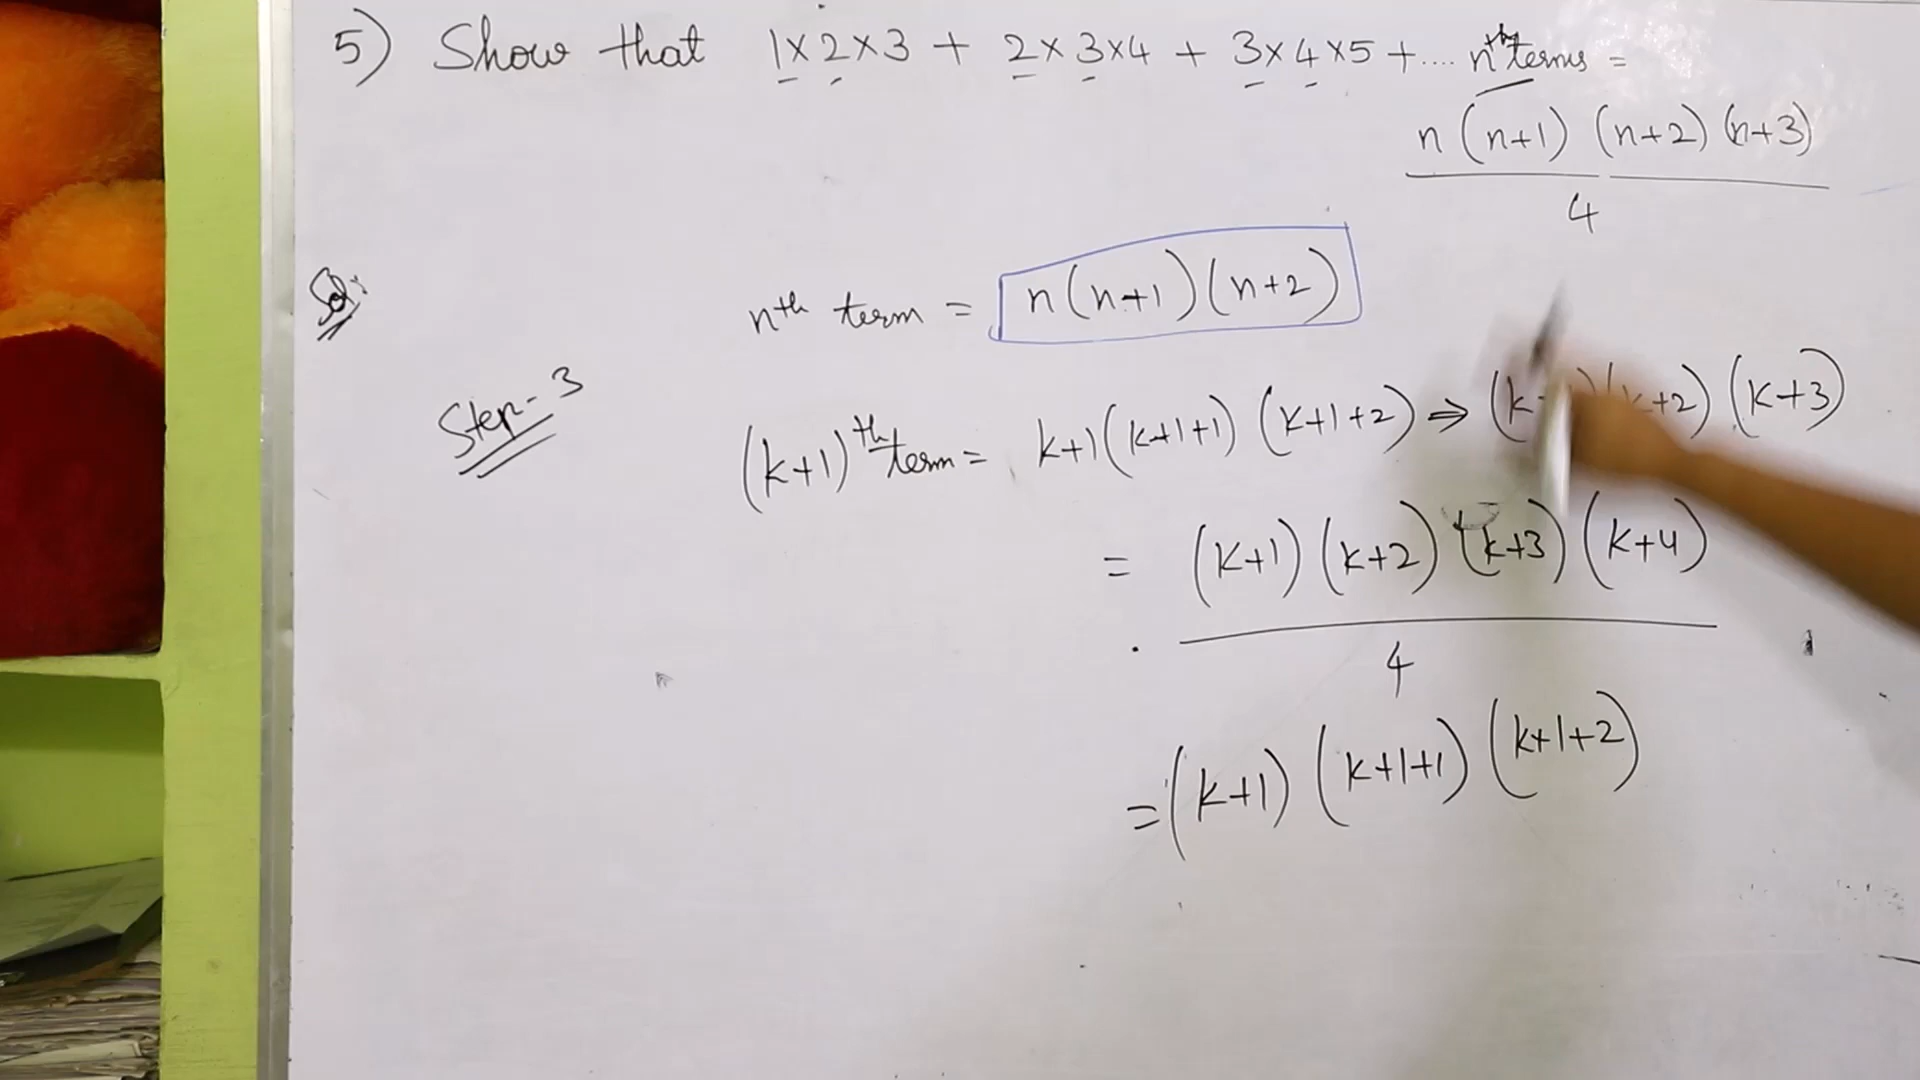 5) Show that 1×2×3 + 2×3×4 + 3×4×5 + .... nth terms =
n(n+1)(n+2)(n+3)
4
Sol:
nth term = n(n+1)(n+2)
Step-3
(k+1)th term = k+1(k+1+1)(k+1+2) ⇒ (k +2)(k+3)
= (k+1)(k+2)(k+3)(k+4)
4
= (k+1)(k+1+1)(k+1+2)